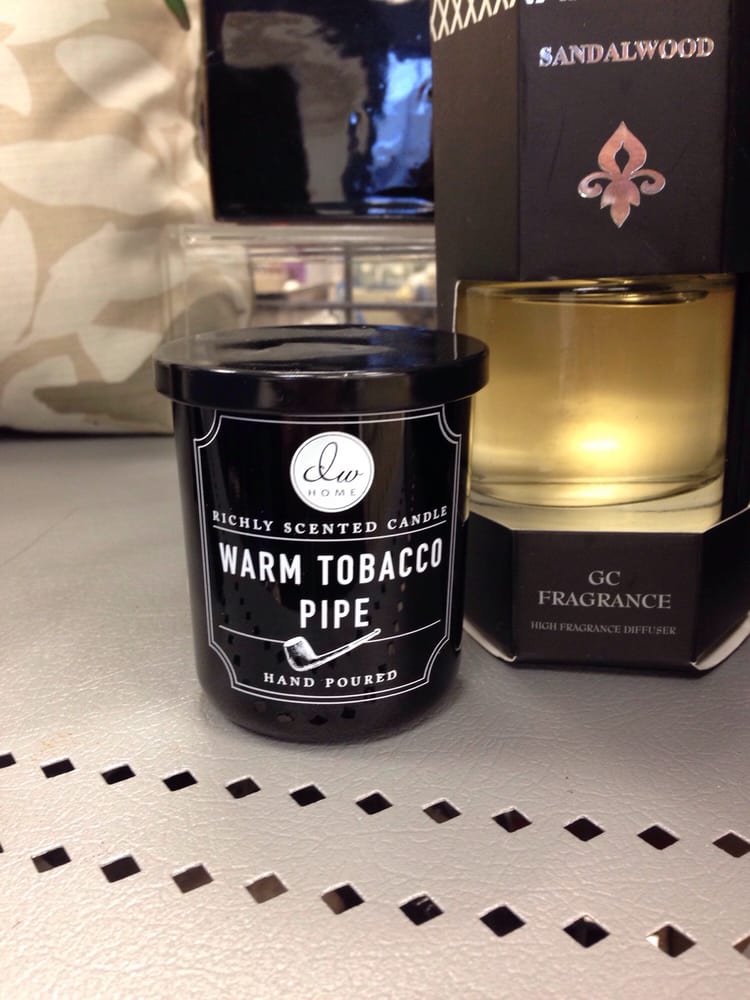 SANDALWOOD
dw
HOME
RICHLY SCENTED CANDLE
WARM TOBACCO
PIPE
HAND POURED
GC
FRAGRANCE
HIGH FRAGRANCE DIFFUSER